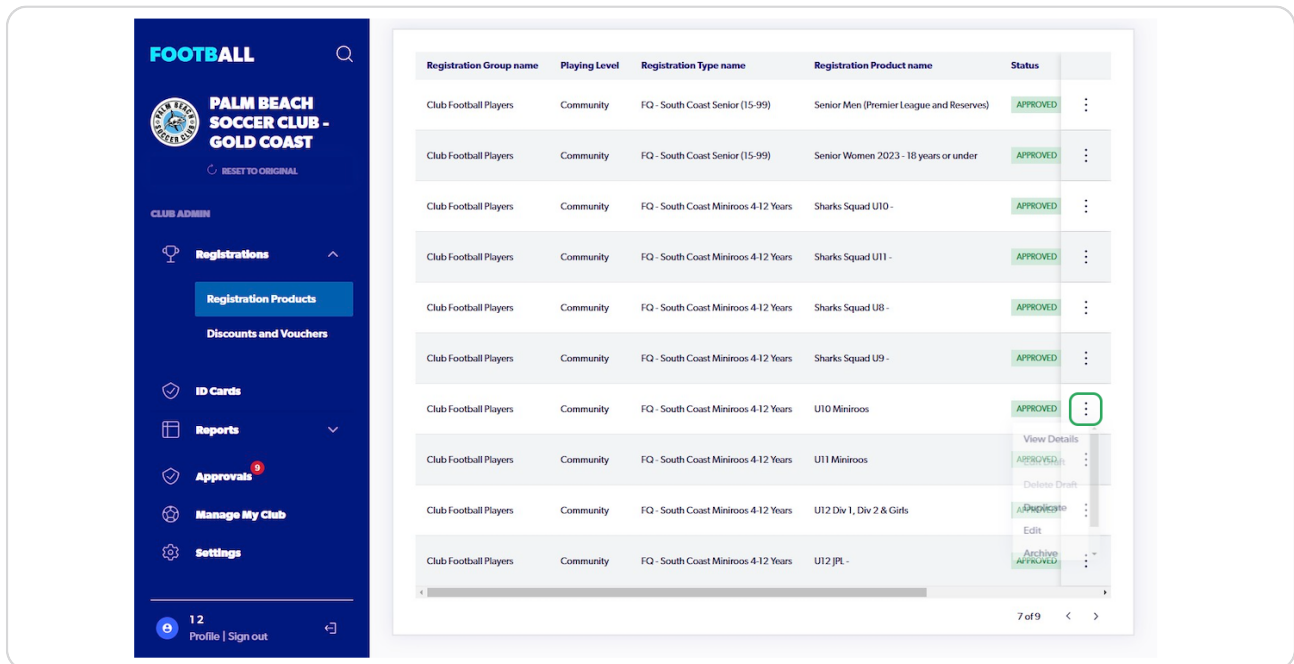 FOOTBALL
PALM BEACH
SOCCER CLUB -
GOLD COAST
RESET TO ORIGINAL
CLUB ADMIN
Registrations
Registration Products
Discounts and Vouchers
ID Cards
Reports
Approvals 9
Manage My Club
Settings
1 2
Profile | Sign out
Registration Group name Playing Level Registration Type name Registration Product name Status
Club Football Players Community FQ - South Coast Senior (15-99) Senior Men (Premier League and Reserves) APPROVED
Club Football Players Community FQ - South Coast Senior (15-99) Senior Women 2023 - 18 years or under APPROVED
Club Football Players Community FQ - South Coast Miniroos 4-12 Years Sharks Squad U10 - APPROVED
Club Football Players Community FQ - South Coast Miniroos 4-12 Years Sharks Squad U11 - APPROVED
Club Football Players Community FQ - South Coast Miniroos 4-12 Years Sharks Squad U8 - APPROVED
Club Football Players Community FQ - South Coast Miniroos 4-12 Years Sharks Squad U9 - APPROVED
Club Football Players Community FQ - South Coast Miniroos 4-12 Years U10 Miniroos APPROVED
View Details
Club Football Players Community FQ - South Coast Miniroos 4-12 Years U11 Miniroos APPROVED
Edit Draft
Delete Draft
Club Football Players Community FQ - South Coast Miniroos 4-12 Years U12 Div 1, Div 2 & Girls APPROVED
Duplicate
Edit
Archive
Club Football Players Community FQ - South Coast Miniroos 4-12 Years U12 JPL - APPROVED
7 of 9